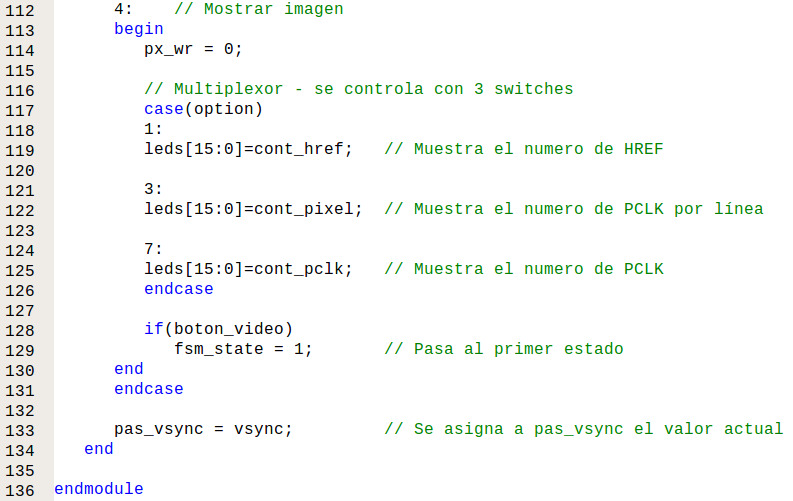 112         4:    // Mostrar imagen
113         begin
114            px_wr = 0;
115
116            // Multiplexor - se controla con 3 switches
117            case(option)
118            1:
119            leds[15:0]=cont_href;   // Muestra el numero de HREF
120
121            3:
122            leds[15:0]=cont_pixel;  // Muestra el numero de PCLK por línea
123
124            7:
125            leds[15:0]=cont_pclk;   // Muestra el numero de PCLK
126            endcase
127
128            if(boton_video)
129               fsm_state = 1;       // Pasa al primer estado
130         end
131         endcase
132
133         pas_vsync = vsync;         // Se asigna a pas_vsync el valor actual
134      end
135
136   endmodule